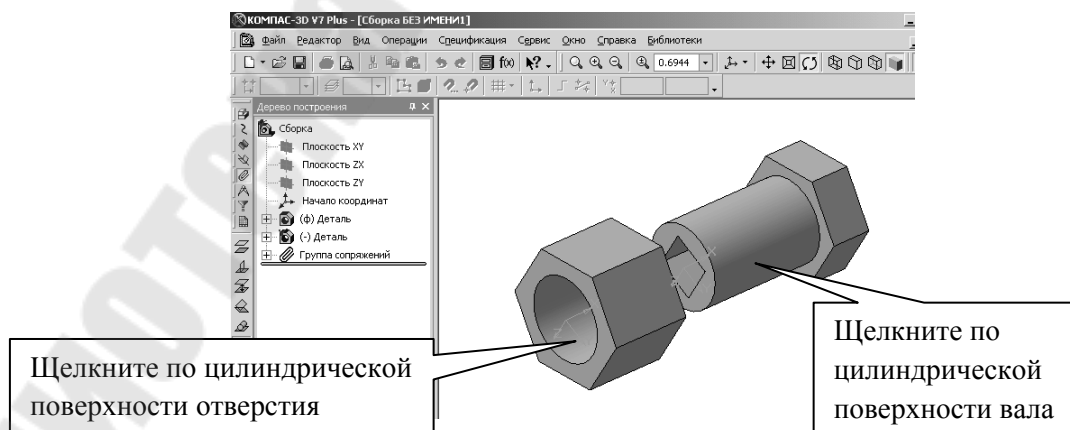 КОМПАС-3D V7 Plus - [Сборка БЕЗ ИМЕНИ1]
Файл Редактор Вид Операции Спецификация Сервис Окно Справка Библиотеки
f(x) 0.6944
Дерево построения
Сборка
Плоскость XY
Плоскость ZX
Плоскость ZY
Начало координат
(ф) Деталь
(-) Деталь
Группа сопряжений
Щелкните по цилиндрической
поверхности отверстия
Щелкните по
цилиндрической
поверхности вала